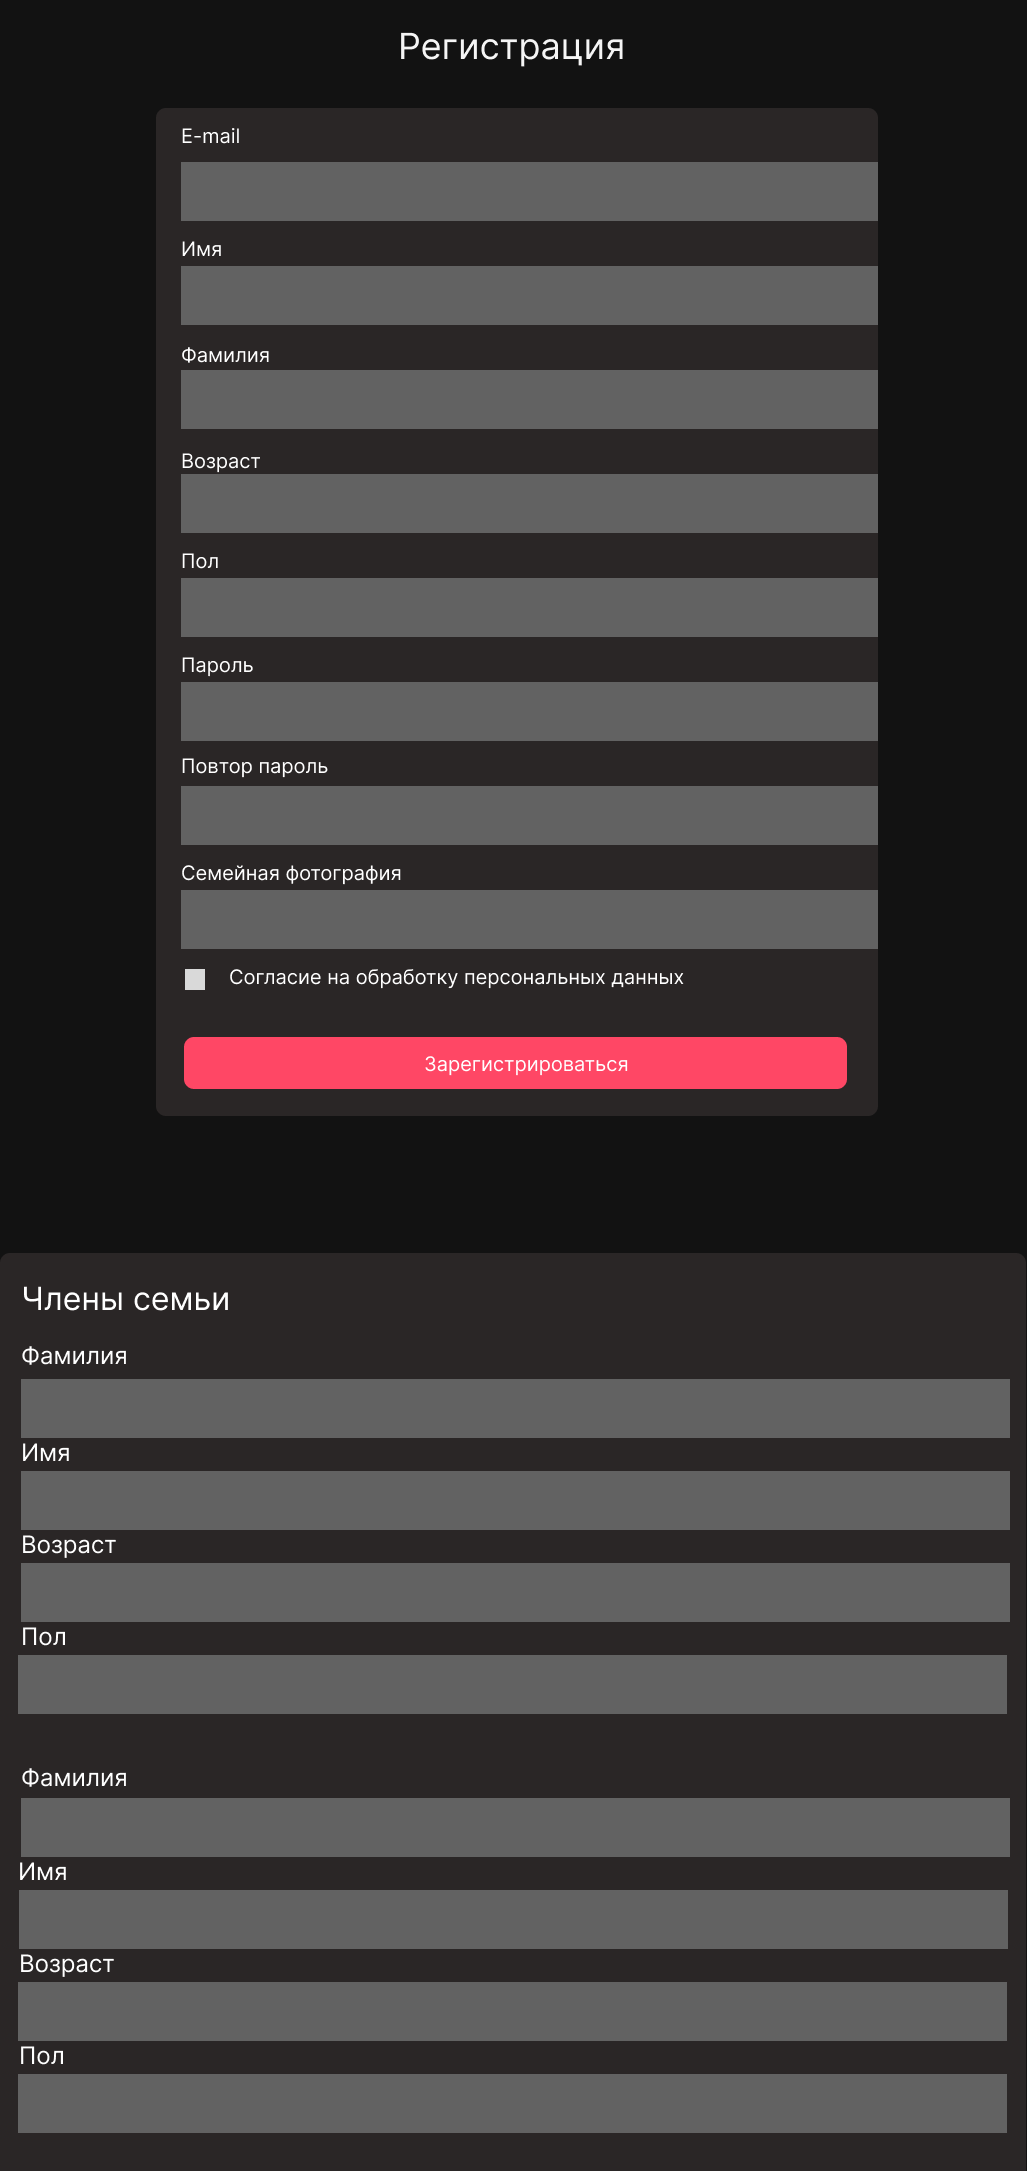 Регистрация
E-mail
Имя
Фамилия
Возраст
Пол
Пароль
Повтор пароль
Семейная фотография
Согласие на обработку персональных данных
Зарегистрироваться
Члены семьи
Фамилия
Имя
Возраст
Пол
Фамилия
Имя
Возраст
Пол